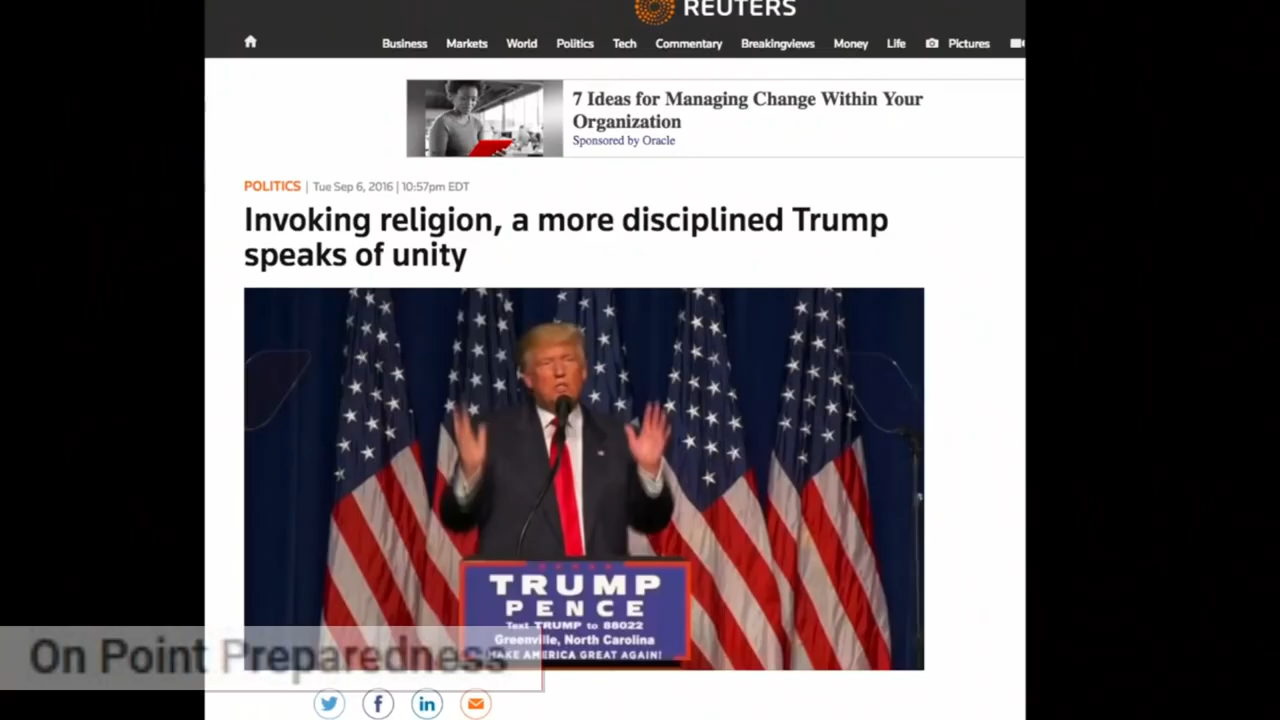 REUTERS
Business Markets World Politics Tech Commentary Breakingviews Money Life Pictures
7 Ideas for Managing Change Within Your
Organization
Sponsored by Oracle
POLITICS | Tue Sep 6, 2016 | 10:57pm EDT
Invoking religion, a more disciplined Trump
speaks of unity
TRUMP
PENCE
Text TRUMP to 88022
Greenville, North Carolina
MAKE AMERICA GREAT AGAIN!
On Point Preparedness